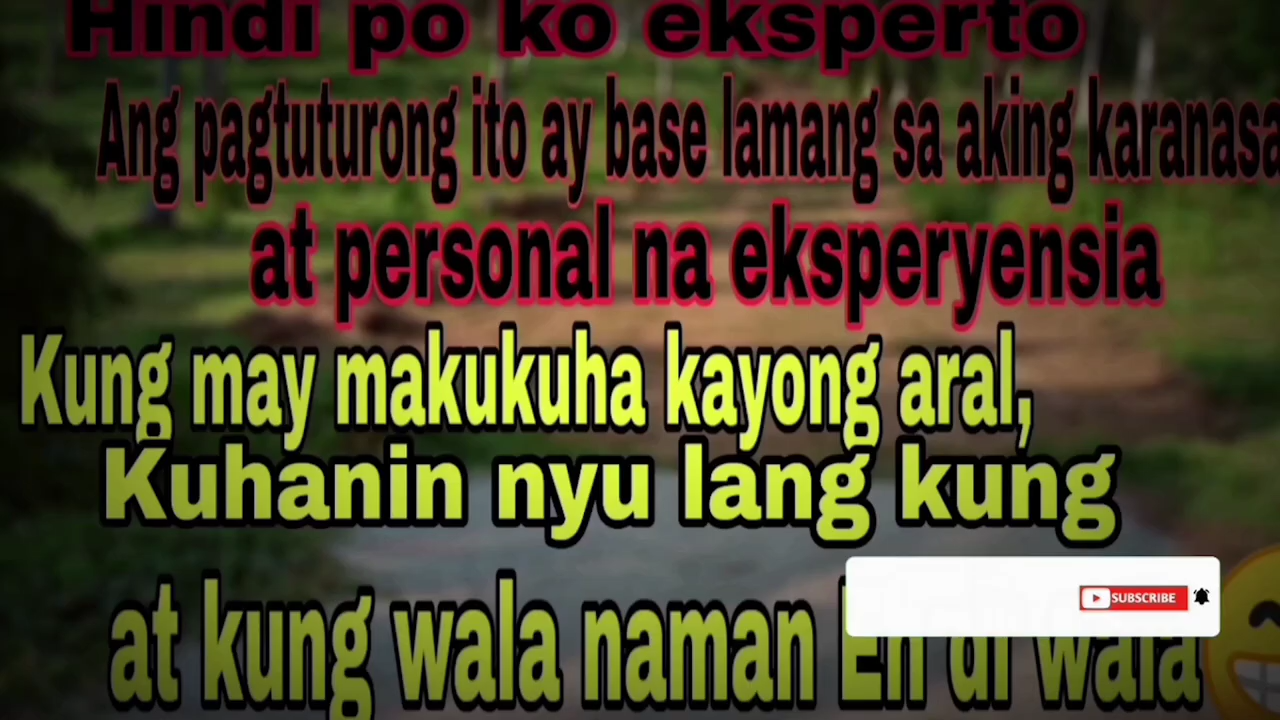 Hindi po ko eksperto
Ang pagtuturong ito ay base lamang sa aking karanasa
at personal na eksperyensia
Kung may makukuha kayong aral,
Kuhanin nyu lang kung
SUBSCRIBE
at kung wala naman Eh di wala